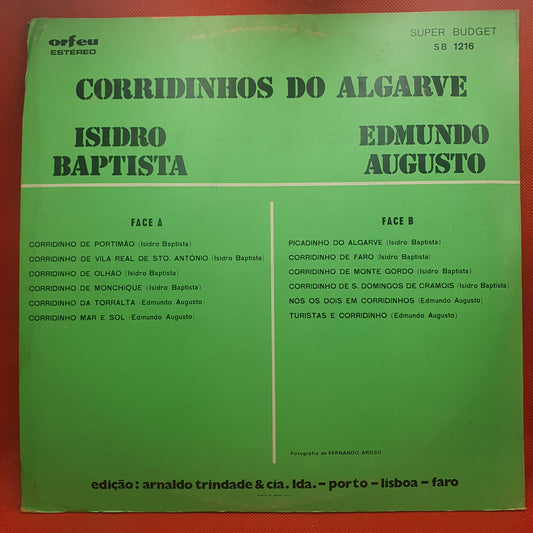 orfeu
ESTÉREO
SUPER BUDGET
SB 1216
CORRIDINHOS DO ALGARVE
ISIDRO
BAPTISTA
EDMUNDO
AUGUSTO
FACE A
CORRIDINHO DE PORTIMÃO (Isidro Baptista)
CORRIDINHO DE VILA REAL DE STO. ANTÓNIO (Isidro Baptista)
CORRIDINHO DE OLHÃO (Isidro Baptista)
CORRIDINHO DE MONCHIQUE (Isidro Baptista)
CORRIDINHO DA TORRALTA (Edmundo Augusto)
CORRIDINHO MAR E SOL (Edmundo Augusto)
FACE B
PICADINHO DO ALGARVE (Isidro Baptista)
CORRIDINHO DE FARO (Isidro Baptista)
CORRIDINHO DE MONTE GORDO (Isidro Baptista)
CORRIDINHO DE S. DOMINGOS DE CRAMOIS (Isidro Baptista)
NÓS OS DOIS EM CORRIDINHOS (Edmundo Augusto)
TURISTAS E CORRIDINHO (Edmundo Augusto)
Fotografia de FERNANDO AROSO
edição: arnaldo trindade & cia. lda. – porto – lisboa – faro